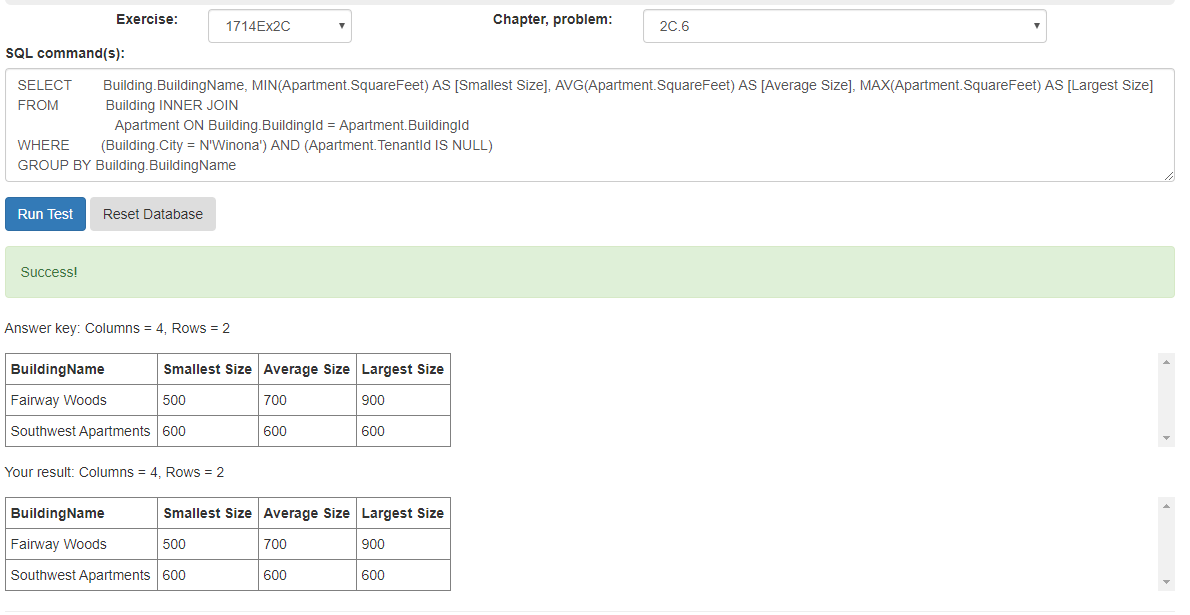 Exercise: 1714Ex2C Chapter, problem: 2C.6
SQL command(s):
SELECT Building.BuildingName, MIN(Apartment.SquareFeet) AS [Smallest Size], AVG(Apartment.SquareFeet) AS [Average Size], MAX(Apartment.SquareFeet) AS [Largest Size]
FROM Building INNER JOIN
Apartment ON Building.BuildingId = Apartment.BuildingId
WHERE (Building.City = N'Winona') AND (Apartment.TenantId IS NULL)
GROUP BY Building.BuildingName
Run Test Reset Database
Success!
Answer key: Columns = 4, Rows = 2
BuildingName Smallest Size Average Size Largest Size
Fairway Woods 500 700 900
Southwest Apartments 600 600 600
Your result: Columns = 4, Rows = 2
BuildingName Smallest Size Average Size Largest Size
Fairway Woods 500 700 900
Southwest Apartments 600 600 600